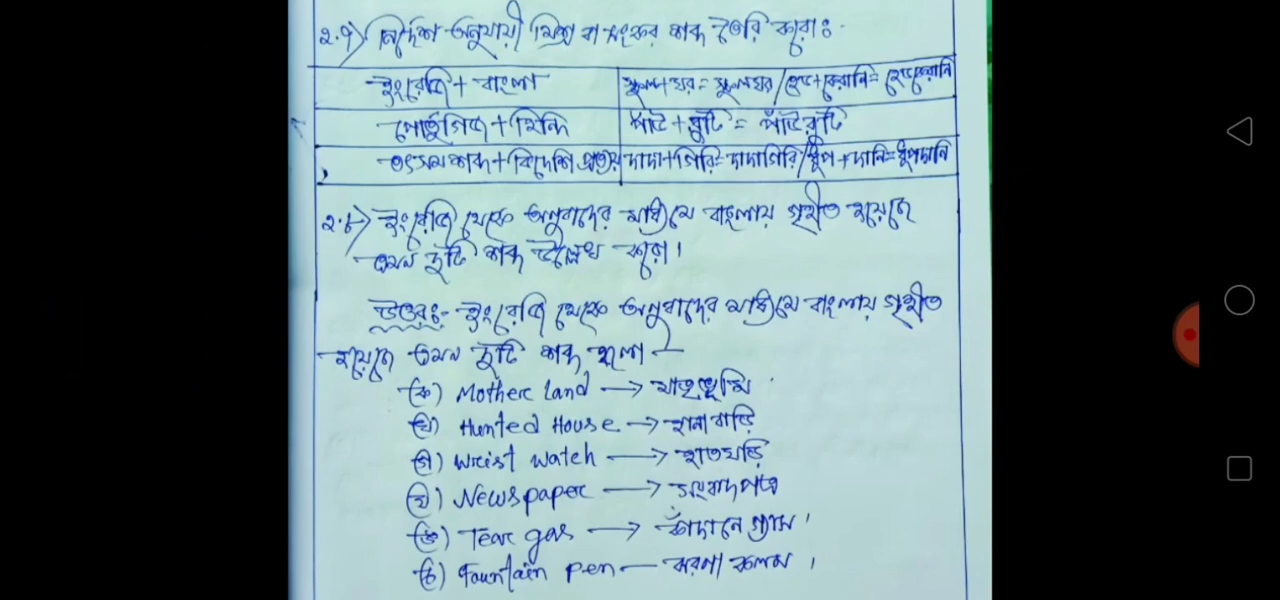 ২.৭) নির্দেশ অনুযায়ী মিশ্র বা সংকর শব্দ তৈরি করো:
ইংরেজি + বাংলা স্কুল+ঘর= স্কুলঘর/হেড+কেরানি= হেডকেরানি
পোর্তুগিজ + হিন্দি পাঁউ + রুটি = পাঁউরুটি
তৎসম শব্দ + বিদেশি প্রত্যয় দাদা+গিরি=দাদাগিরি/ধূপ +দানি=ধূপদানি
২.৮) ইংরেজি থেকে অনুবাদের মাধ্যমে বাংলায় গৃহীত হয়েছে
এমন দুটি শব্দ উল্লেখ করো।
উত্তরঃ- ইংরেজি থেকে অনুবাদের মাধ্যমে বাংলায় গৃহীত
হয়েছে এমন দুটি শব্দ হলো —
(ক) Mother Land → মাতৃভূমি
(খ) Hunted House → হানাবাড়ি
(গ) Wrist Watch → হাতঘড়ি
(ঘ) Newspaper → সংবাদপত্র
(ঙ) Tear gas → কাঁদানে গ্যাস।
(চ) Fountain pen — ঝরণা কলম।